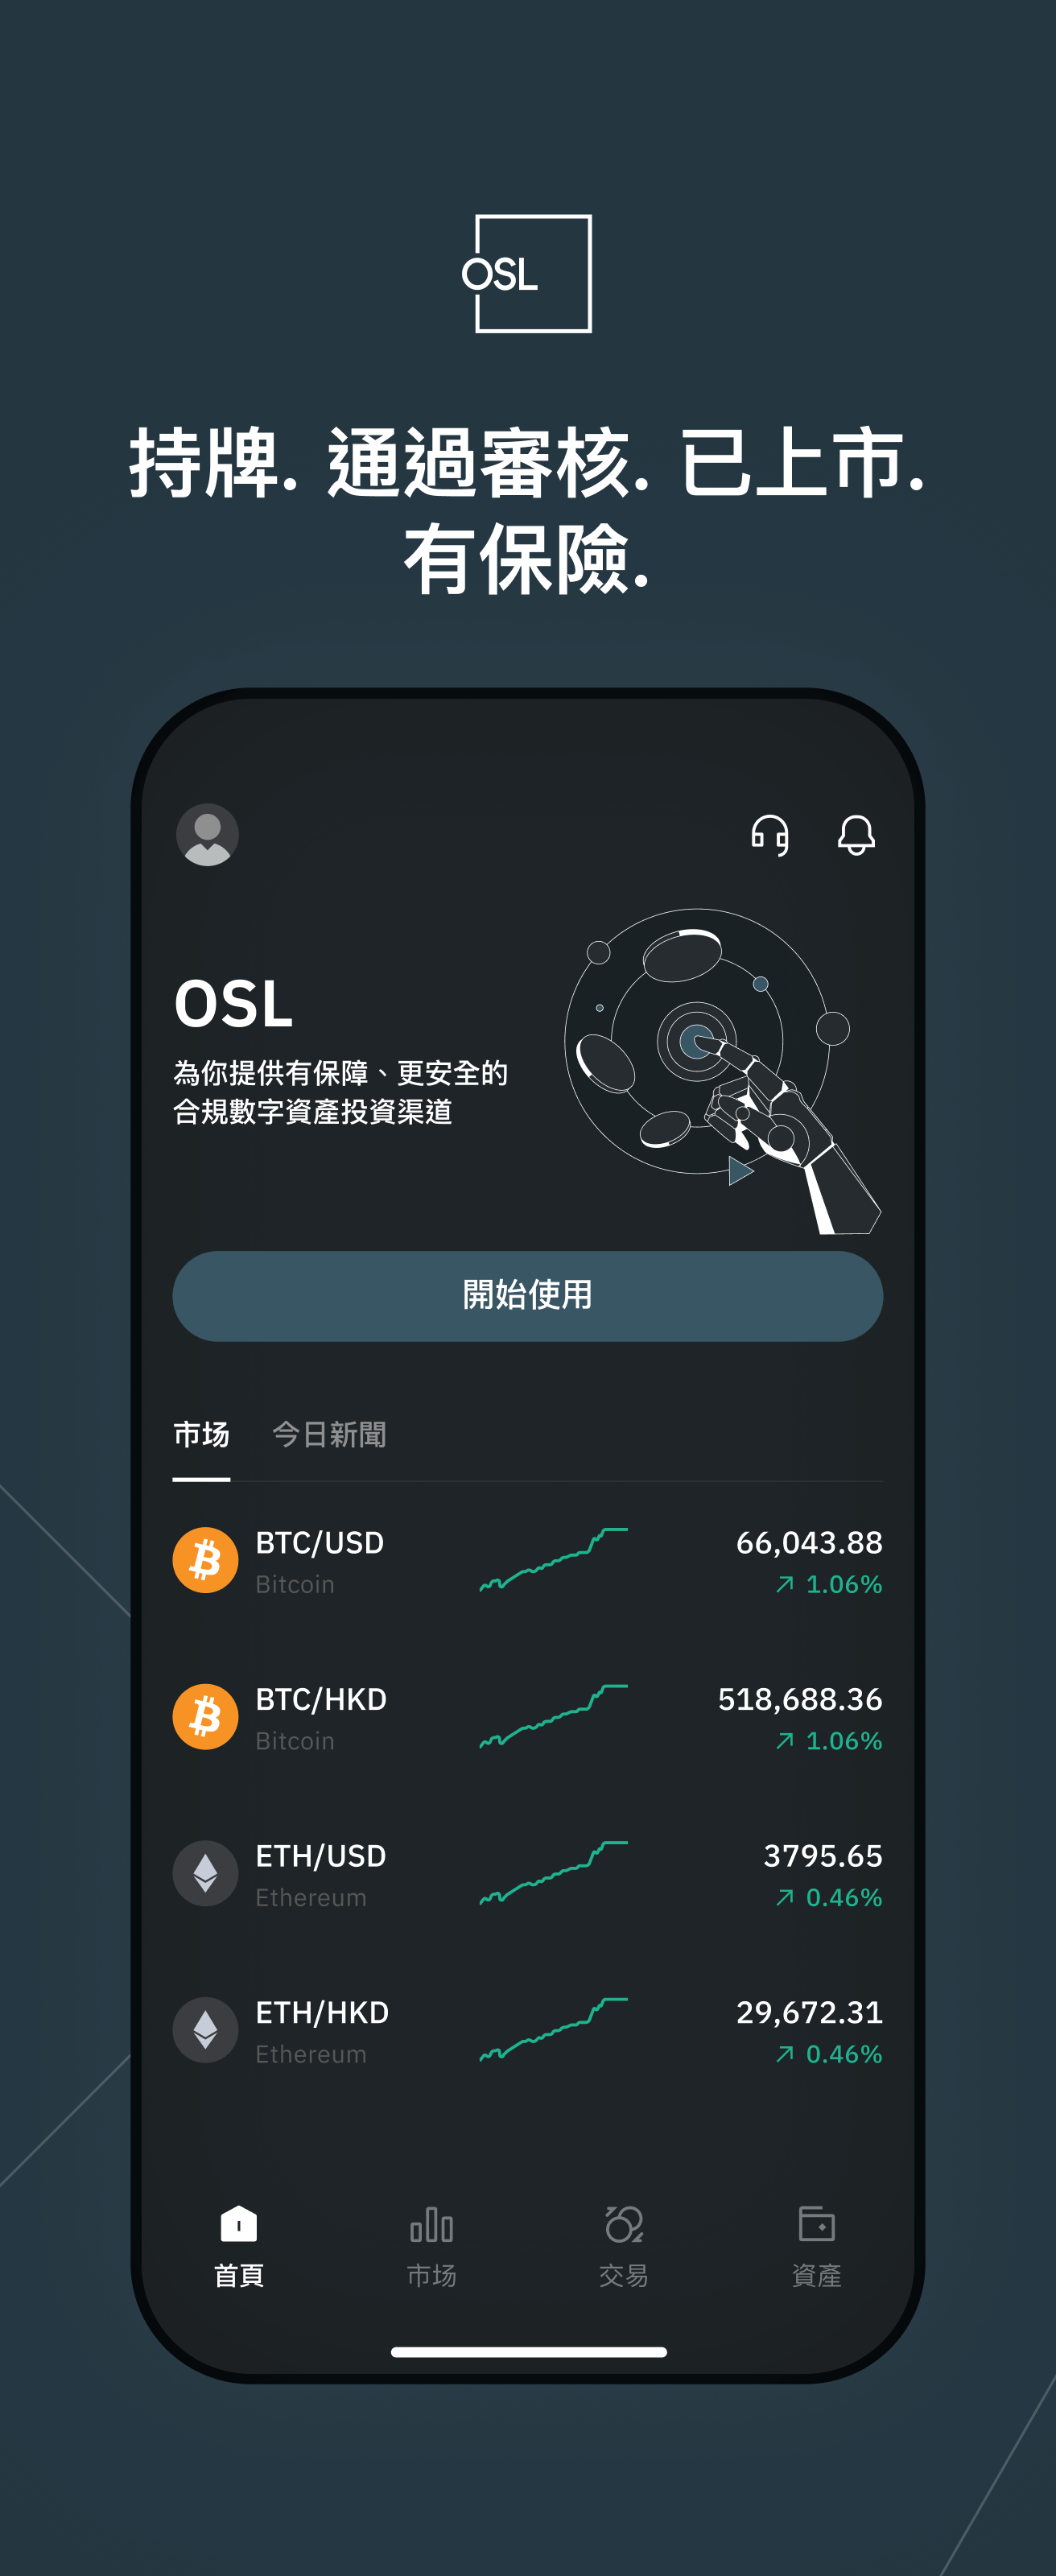 OSL
持牌. 通過審核. 已上市.
有保險.
OSL
為你提供有保障、更安全的
合規數字資產投資渠道
開始使用
市场 今日新聞
BTC/USD 66,043.88
Bitcoin 1.06%
BTC/HKD 518,688.36
Bitcoin 1.06%
ETH/USD 3795.65
Ethereum 0.46%
ETH/HKD 29,672.31
Ethereum 0.46%
首頁 市场 交易 資產